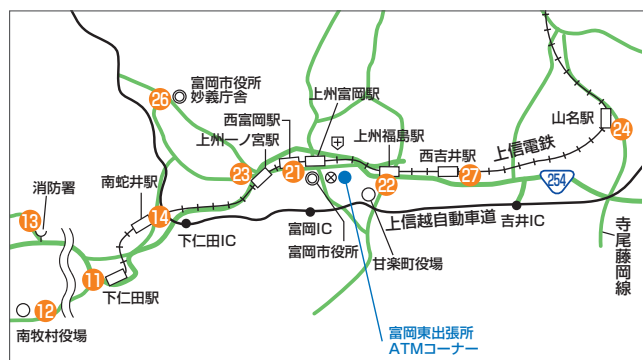 富岡市役所
妙義庁舎
26
上州富岡駅
西富岡駅
上州一ノ宮駅
上州福島駅
西吉井駅
上信電鉄
山名駅
24
23
21
22
27
254
南蛇井駅
消防署
13
14
下仁田IC
富岡IC
富岡市役所
上信越自動車道
吉井IC
甘楽町役場
寺尾藤岡線
11
下仁田駅
12
南牧村役場
富岡東出張所
ATMコーナー